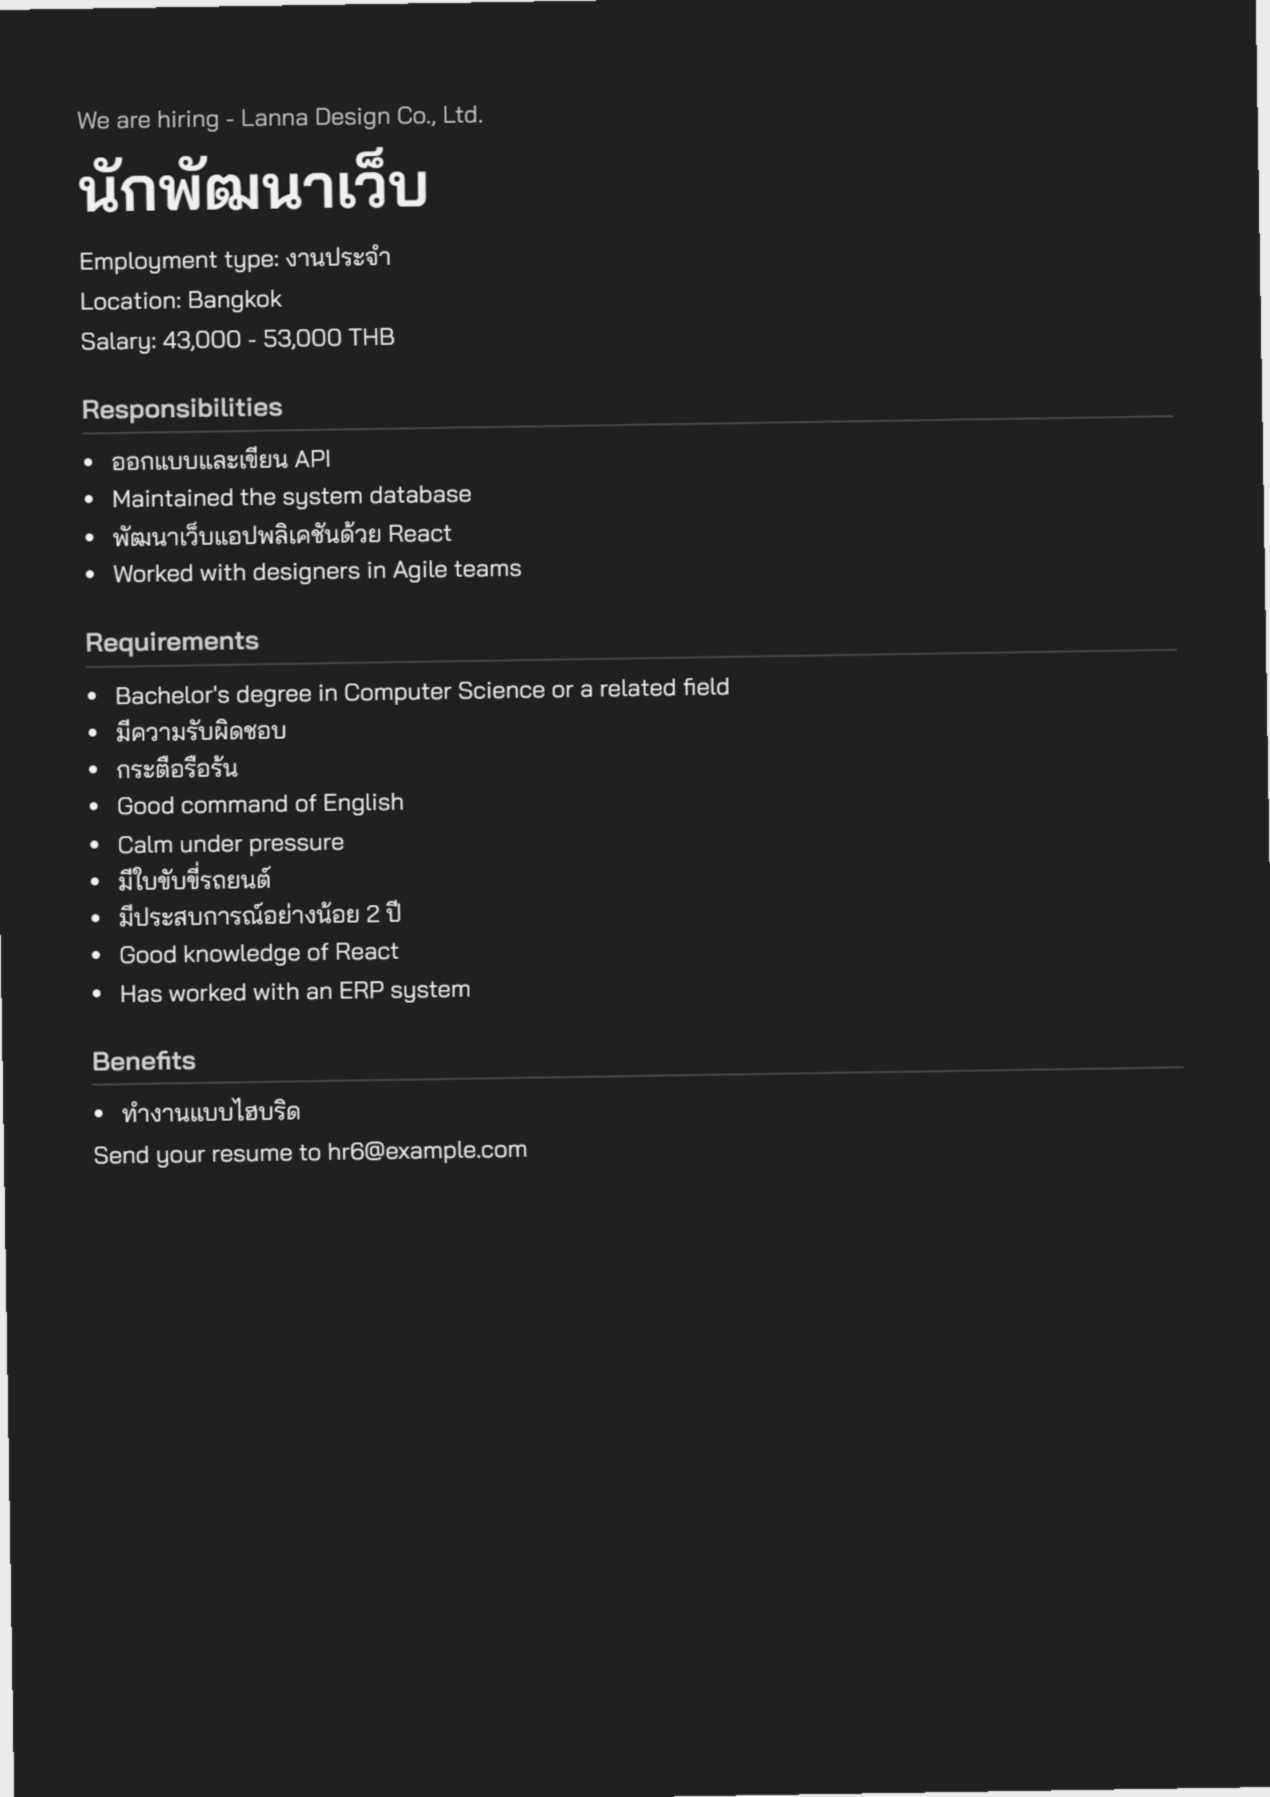 We are hiring - Lanna Design Co., Ltd.
นักพัฒนาเว็บ
Employment type: งานประจำ
Location: Bangkok
Salary: 43,000 - 53,000 THB
Responsibilities
• ออกแบบและเขียน API
• Maintained the system database
• พัฒนาเว็บแอปพลิเคชันด้วย React
• Worked with designers in Agile teams
Requirements
• Bachelor's degree in Computer Science or a related field
• มีความรับผิดชอบ
• กระตือรือร้น
• Good command of English
• Calm under pressure
• มีใบขับขี่รถยนต์
• มีประสบการณ์อย่างน้อย 2 ปี
• Good knowledge of React
• Has worked with an ERP system
Benefits
• ทำงานแบบไฮบริด
Send your resume to hr6@example.com